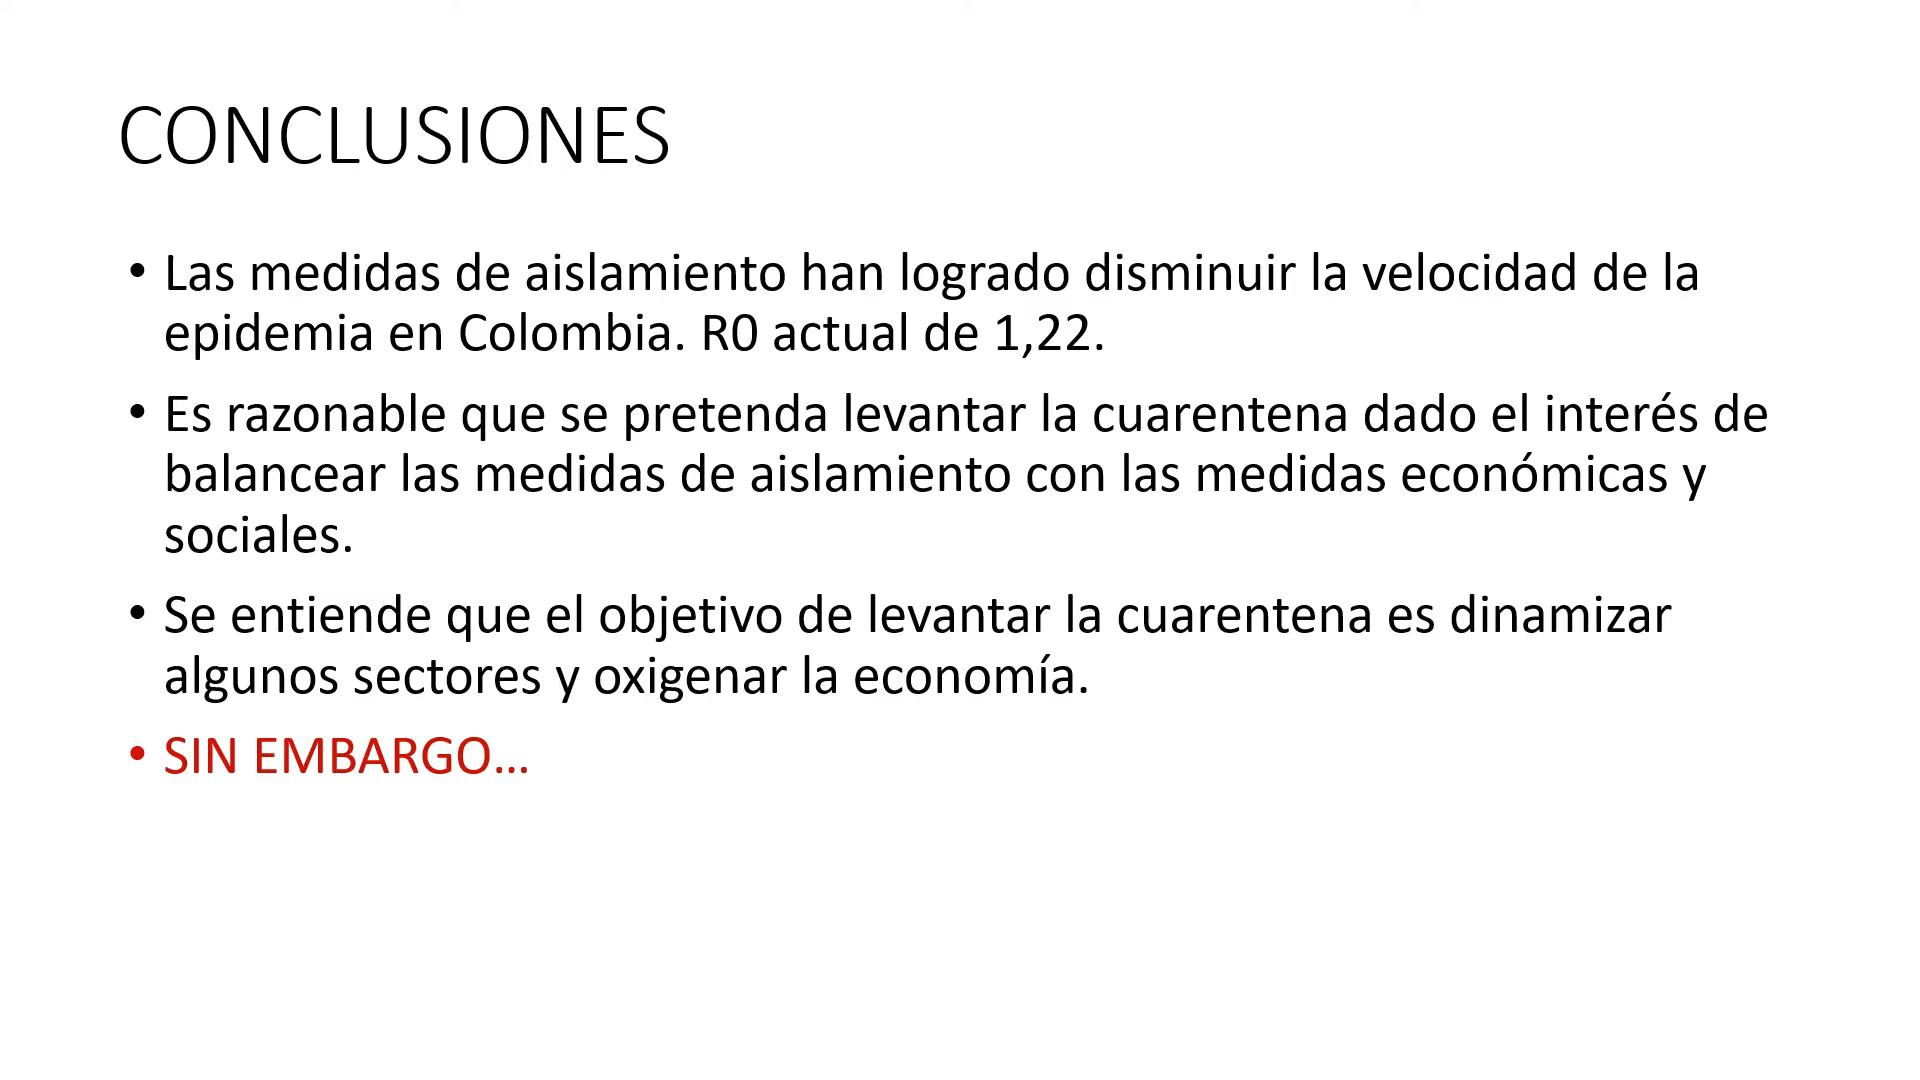 CONCLUSIONES
• Las medidas de aislamiento han logrado disminuir la velocidad de la
epidemia en Colombia. R0 actual de 1,22.
• Es razonable que se pretenda levantar la cuarentena dado el interés de
balancear las medidas de aislamiento con las medidas económicas y
sociales.
• Se entiende que el objetivo de levantar la cuarentena es dinamizar
algunos sectores y oxigenar la economía.
• SIN EMBARGO…